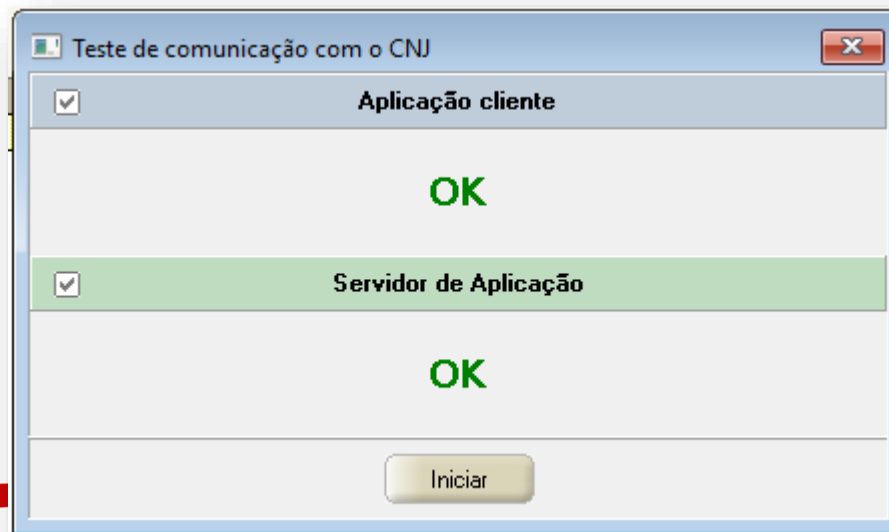 Teste de comunicação com o CNJ
Aplicação cliente
OK
Servidor de Aplicação
OK
Iniciar